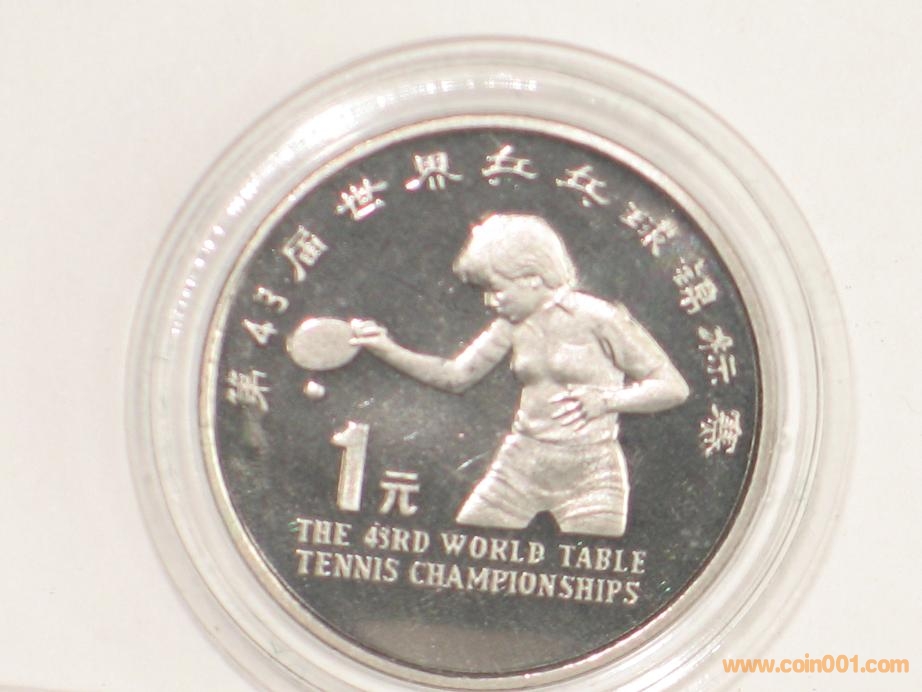 第43届世界乒乓球锦标赛
1元
THE 43RD WORLD TABLE
TENNIS CHAMPIONSHIPS
www.coin001.com